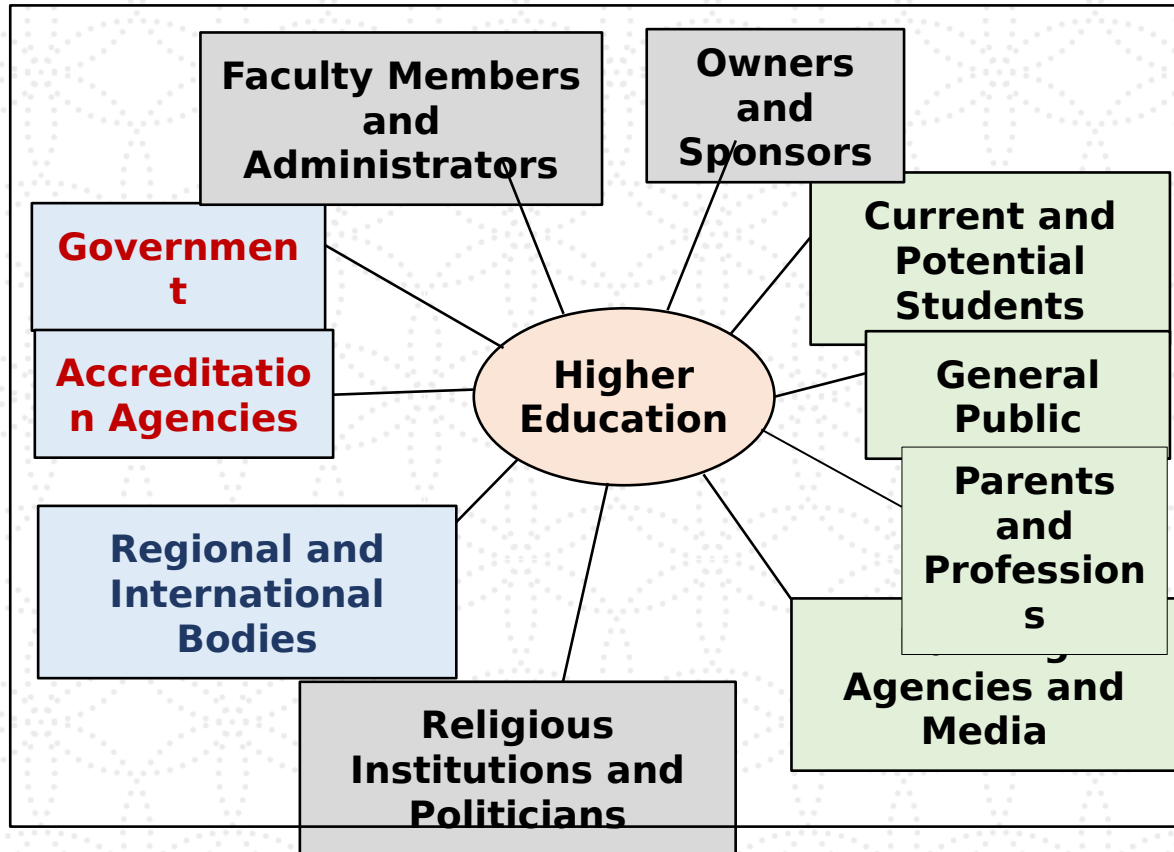 Faculty Members
and
Administrators
Owners
and
Sponsors
Governmen
t
Current and
Potential
Students
Accreditatio
n Agencies
Higher
Education
General
Public
Parents
and
Profession
s
Regional and
International
Bodies
Agencies and
Media
Religious
Institutions and
Politicians